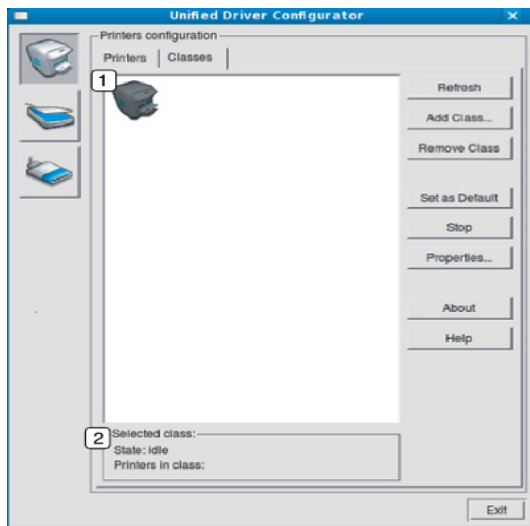 Unified Driver Configurator
Printers configuration
Printers
Classes
1
Refresh
Add Class...
Remove Class
Set as Default
Stop
Properties...
About
Help
2
Selected class:
State: idle
Printers in class:
Exit